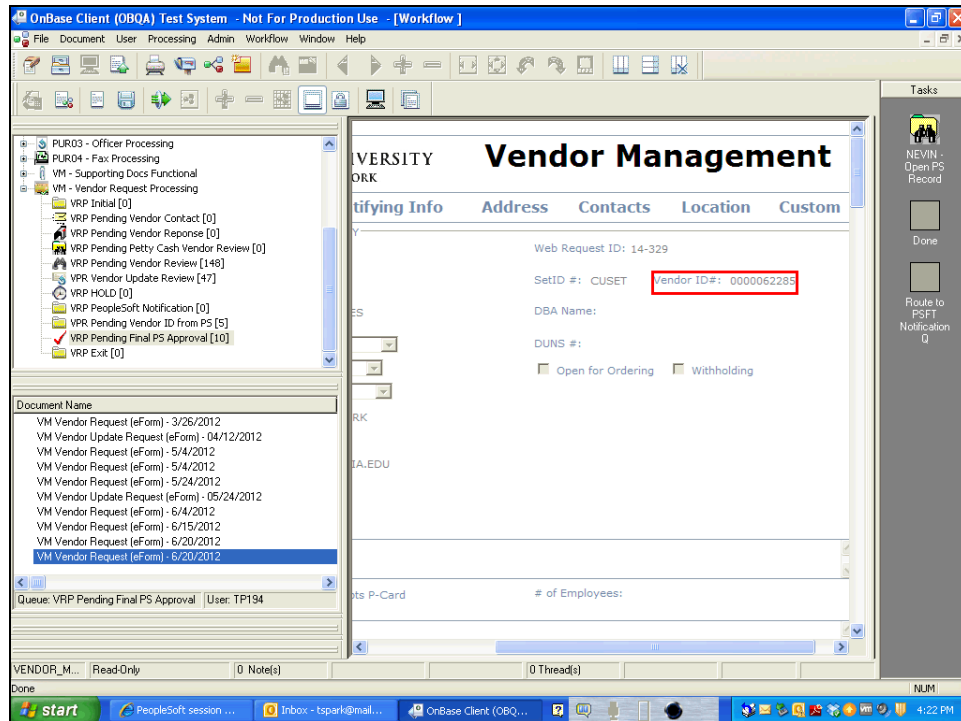 OnBase Client (OBQA) Test System - Not For Production Use - [Workflow ]
File Document User Processing Admin Workflow Window Help
Tasks
NEVIN -
Open PS
Record
Done
Route to
PSFT
Notification
Q
PUR03 - Officer Processing
PUR04 - Fax Processing
VM - Supporting Docs Functional
VM - Vendor Request Processing
VRP Initial [0]
VRP Pending Vendor Contact [0]
VRP Pending Vendor Reponse [0]
VRP Pending Petty Cash Vendor Review [0]
VRP Pending Vendor Review [148]
VPR Vendor Update Review [47]
VRP HOLD [0]
VRP PeopleSoft Notification [0]
VPR Pending Vendor ID from PS [5]
VRP Pending Final PS Approval [10]
VRP Exit [0]
Document Name
VM Vendor Request (eForm) - 3/26/2012
VM Vendor Update Request (eForm) - 04/12/2012
VM Vendor Request (eForm) - 5/4/2012
VM Vendor Request (eForm) - 5/4/2012
VM Vendor Request (eForm) - 5/24/2012
VM Vendor Update Request (eForm) - 05/24/2012
VM Vendor Request (eForm) - 6/4/2012
VM Vendor Request (eForm) - 6/15/2012
VM Vendor Request (eForm) - 6/20/2012
VM Vendor Request (eForm) - 6/20/2012
Queue: VRP Pending Final PS Approval User: TP194
IVERSITY Vendor Management
ORK
tifying Info Address Contacts Location Custom
Y
Web Request ID: 14-329
SetID #: CUSET Vendor ID#: 0000062285
ES DBA Name:
DUNS #:
Open for Ordering Withholding
RK
IA.EDU
pts P-Card # of Employees:
VENDOR_M... Read-Only 0 Note(s) 0 Thread(s)
Done NUM
start PeopleSoft session ... Inbox - tspark@mail... OnBase Client (OBQ... 4:22 PM